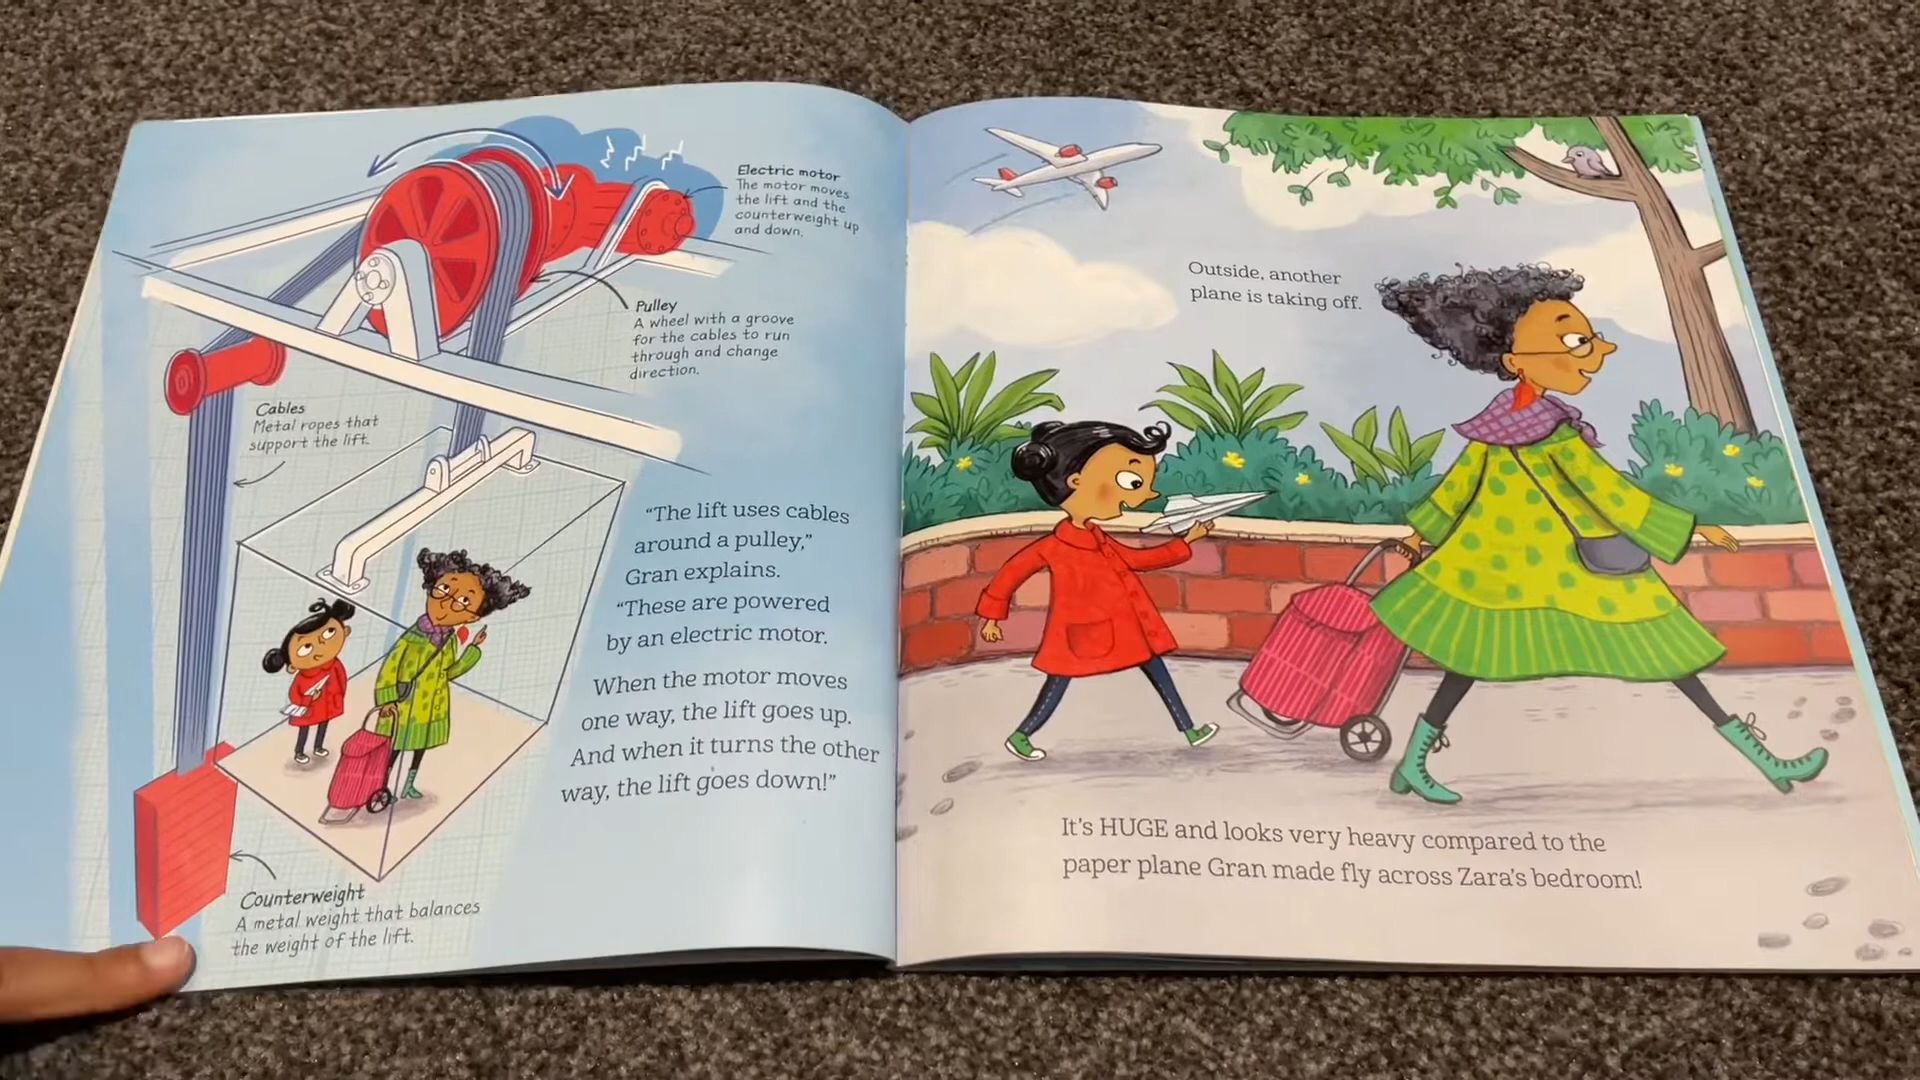 Electric motor
The motor moves
the lift and the
counterweight up
and down.
Pulley
A wheel with a groove
for the cables to run
through and change
direction.
Cables
Metal ropes that
support the lift.
“The lift uses cables
around a pulley,”
Gran explains.
“These are powered
by an electric motor.
When the motor moves
one way, the lift goes up.
And when it turns the other
way, the lift goes down!”
Counterweight
A metal weight that balances
the weight of the lift.
Outside, another
plane is taking off.
It's HUGE and looks very heavy compared to the
paper plane Gran made fly across Zara's bedroom!